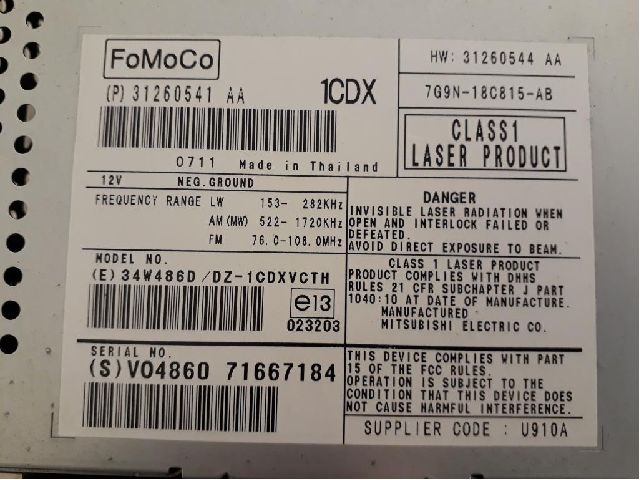 FoMoCo
(P) 31260541 AA
1CDX
0711 Made in Thailand
HW: 31260544 AA
7G9N-18C815-AB
CLASS1
LASER PRODUCT
12V NEG.GROUND
FREQUENCY RANGE LW 153- 282KHz
AM(MW) 522- 1720KHz
FM 76.0-108.0MHz
DANGER
INVISIBLE LASER RADIATION WHEN
OPEN AND INTERLOCK FAILED OR
DEFEATED.
AVOID DIRECT EXPOSURE TO BEAM.
MODEL NO.
(E) 34W486D/DZ-1CDXVCTH
e13
023203
CLASS 1 LASER PRODUCT
PRODUCT COMPLIES WITH DHHS
RULES 21 CFR SUBCHAPTER J PART
1040:10 AT DATE OF MANUFACTURE.
MANUFACTURED
MITSUBISHI ELECTRIC CO.
SERIAL NO.
(S) V04860 71667184
THIS DEVICE COMPLIES WITH PART
15 OF THE FCC RULES.
OPERATION IS SUBJECT TO THE
CONDITION THAT THIS DEVICE DOES
NOT CAUSE HARMFUL INTERFERENCE.
SUPPLIER CODE : U910A